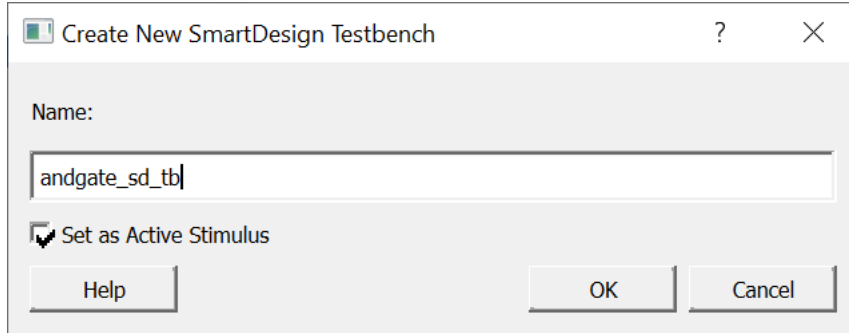 Create New SmartDesign Testbench ?
Name:
andgate_sd_tb
Set as Active Stimulus
Help OK Cancel